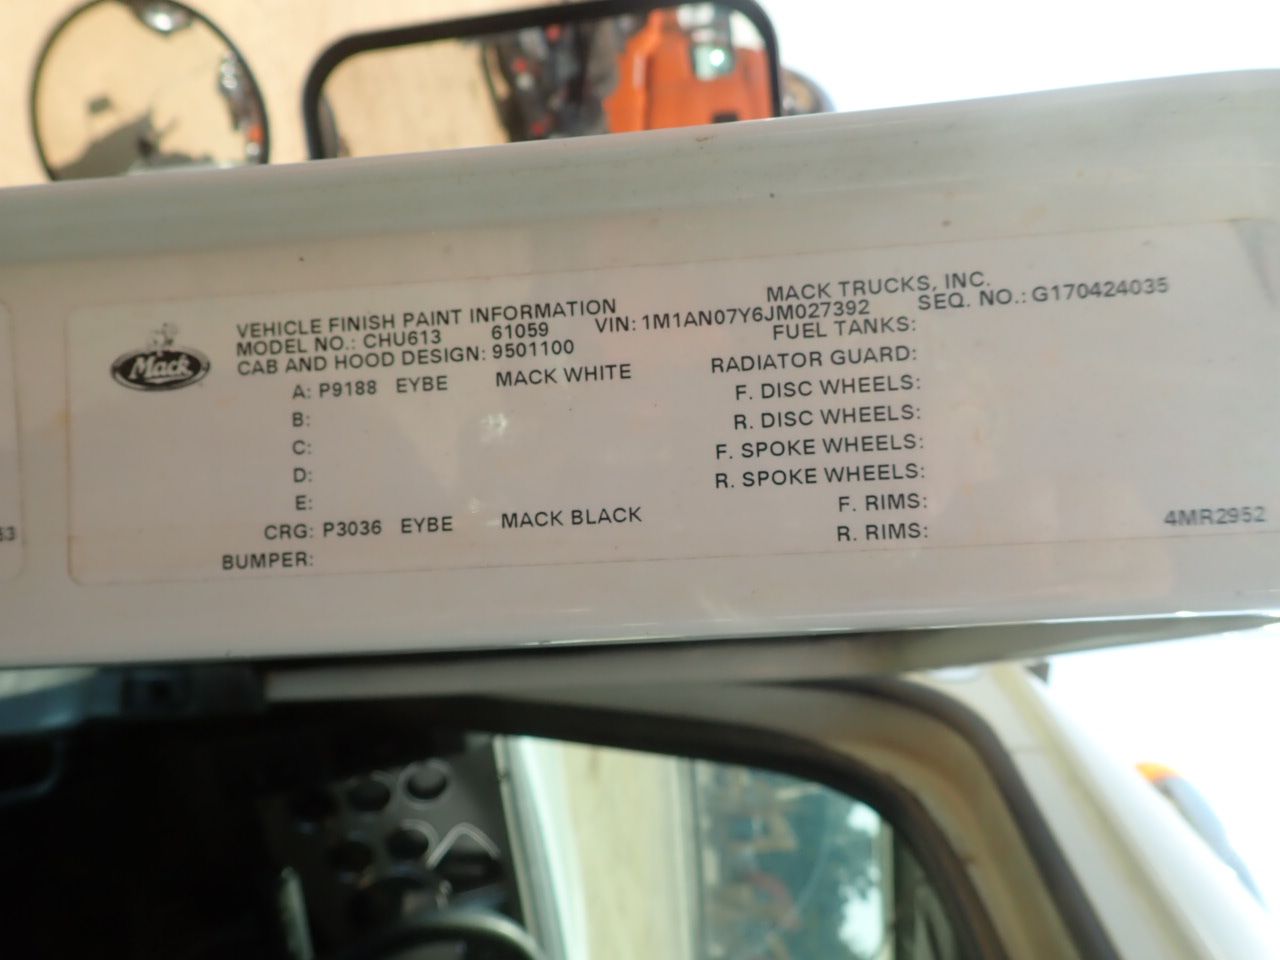 Mack
VEHICLE FINISH PAINT INFORMATION
MACK TRUCKS, INC.
MODEL NO.: CHU613 61059 VIN: 1M1AN07Y6JM027392 SEQ. NO.: G170424035
CAB AND HOOD DESIGN: 9501100
FUEL TANKS:
A: P9188 EYBE MACK WHITE
RADIATOR GUARD:
B:
F. DISC WHEELS:
C:
R. DISC WHEELS:
D:
F. SPOKE WHEELS:
E:
R. SPOKE WHEELS:
CRG: P3036 EYBE MACK BLACK
F. RIMS:
BUMPER:
R. RIMS:
4MR2952